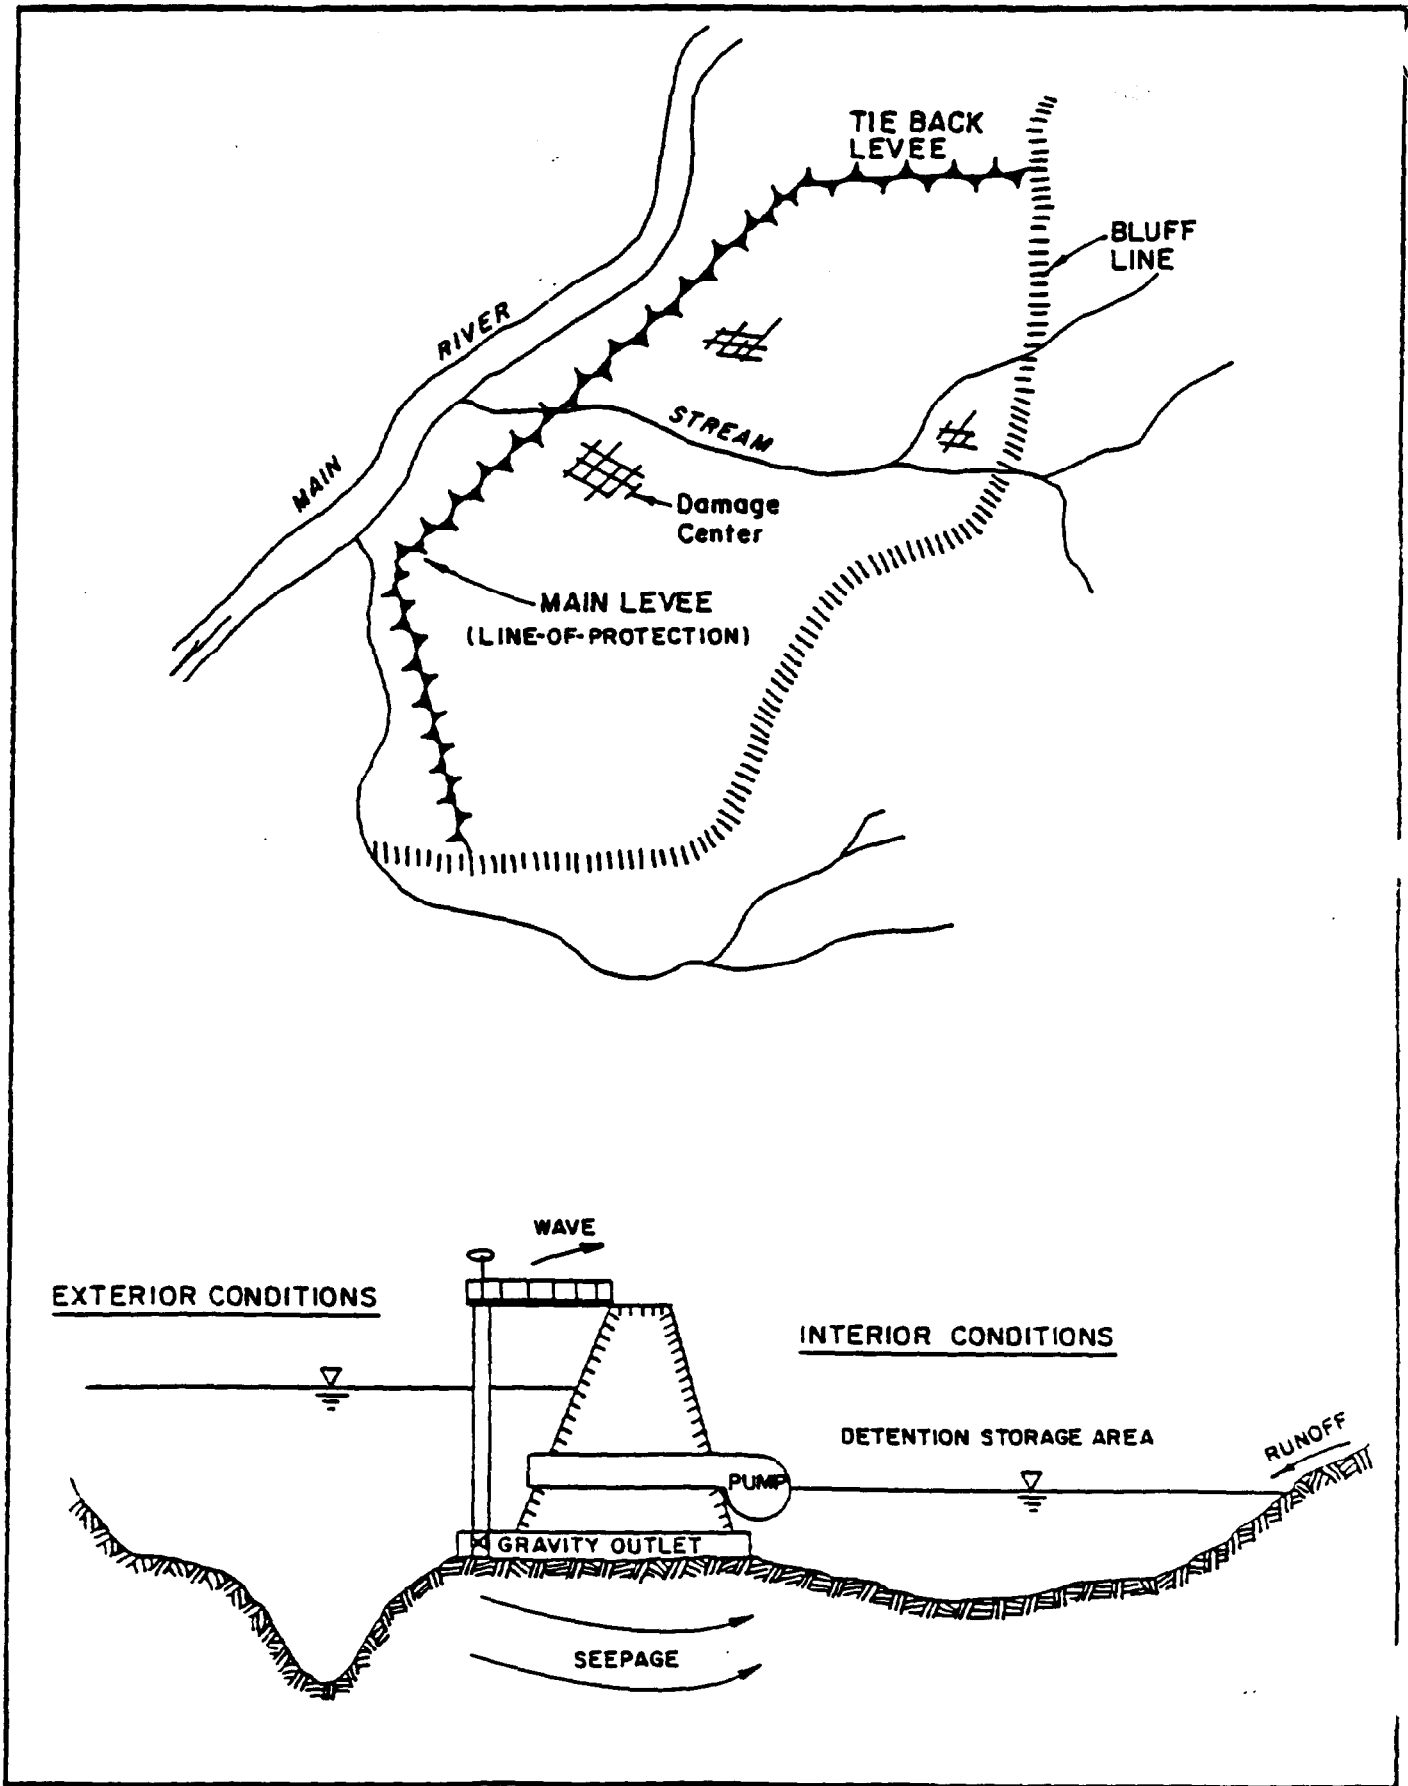 TIE BACK
LEVEE
BLUFF
LINE
MAIN RIVER
STREAM
Damage
Center
MAIN LEVEE
(LINE-OF-PROTECTION)
WAVE
EXTERIOR CONDITIONS
INTERIOR CONDITIONS
DETENTION STORAGE AREA
RUNOFF
PUMP
GRAVITY OUTLET
SEEPAGE